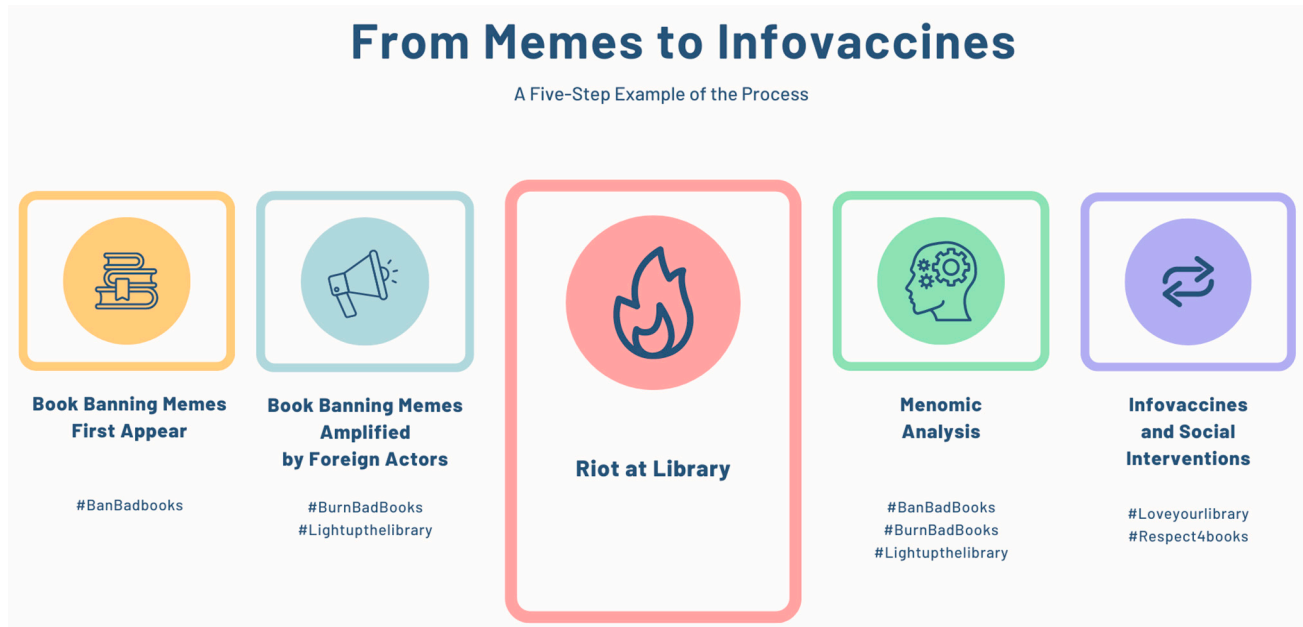 From Memes to Infovaccines
A Five-Step Example of the Process
Book Banning Memes
First Appear
#BanBadbooks
Book Banning Memes
Amplified
by Foreign Actors
#BurnBadBooks
#Lightupthelibrary
Riot at Library
Menomic
Analysis
#BanBadBooks
#BurnBadBooks
#Lightupthelibrary
Infovaccines
and Social
Interventions
#Loveyourlibrary
#Respect4books